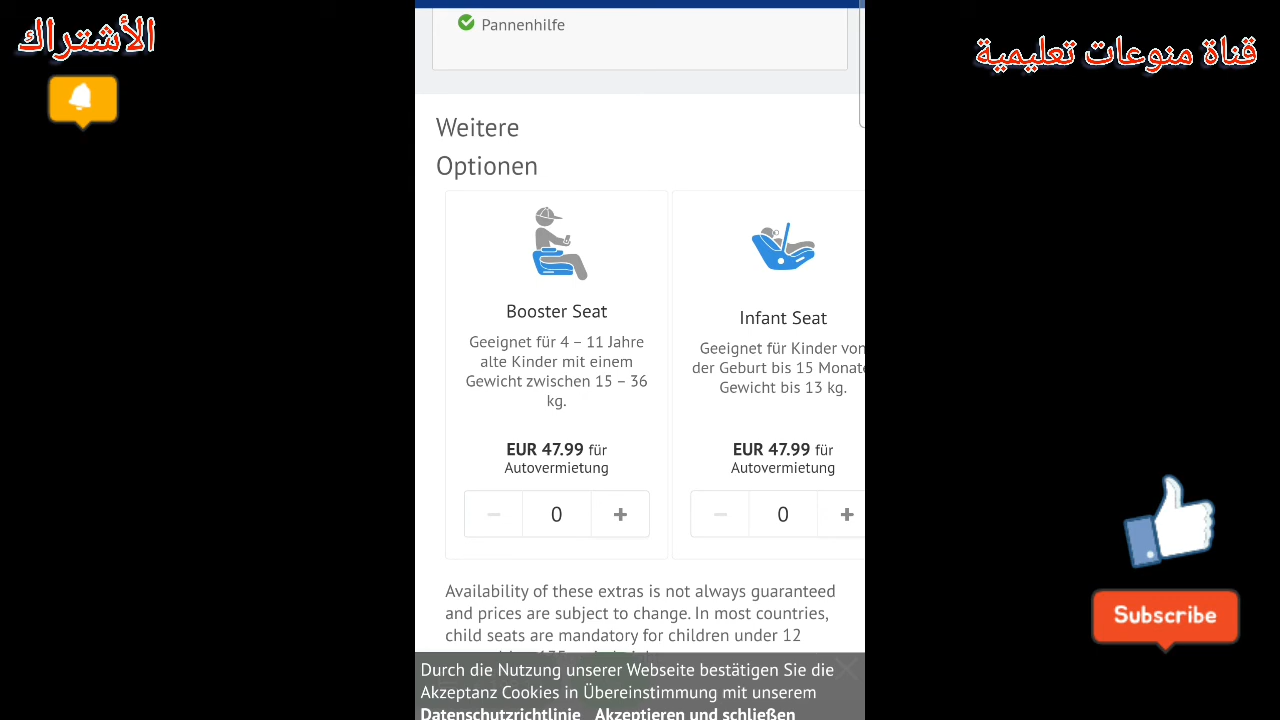 الأشتراك
قناة منوعات تعليمية
Pannenhilfe
Weitere
Optionen
Booster Seat
Geeignet für 4 – 11 Jahre
alte Kinder mit einem
Gewicht zwischen 15 – 36
kg.
EUR 47.99 für
Autovermietung
0
Infant Seat
Geeignet für Kinder von
der Geburt bis 15 Monate
Gewicht bis 13 kg.
EUR 47.99 für
Autovermietung
0
Availability of these extras is not always guaranteed
and prices are subject to change. In most countries,
child seats are mandatory for children under 12
Durch die Nutzung unserer Webseite bestätigen Sie die
Akzeptanz Cookies in Übereinstimmung mit unserem
Datenschutzrichtlinie Akzeptieren und schließen
Subscribe